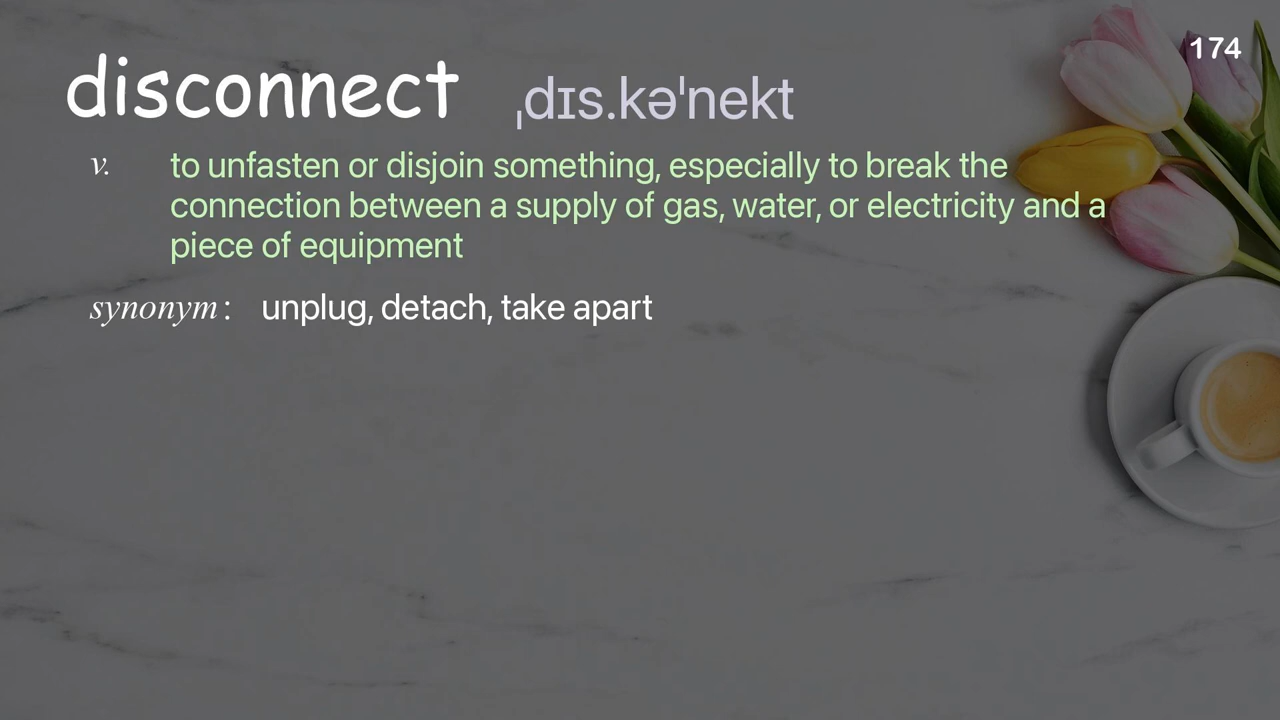 174
disconnect ˌdɪs.kəˈnekt
v. to unfasten or disjoin something, especially to break the
connection between a supply of gas, water, or electricity and a
piece of equipment
synonym: unplug, detach, take apart